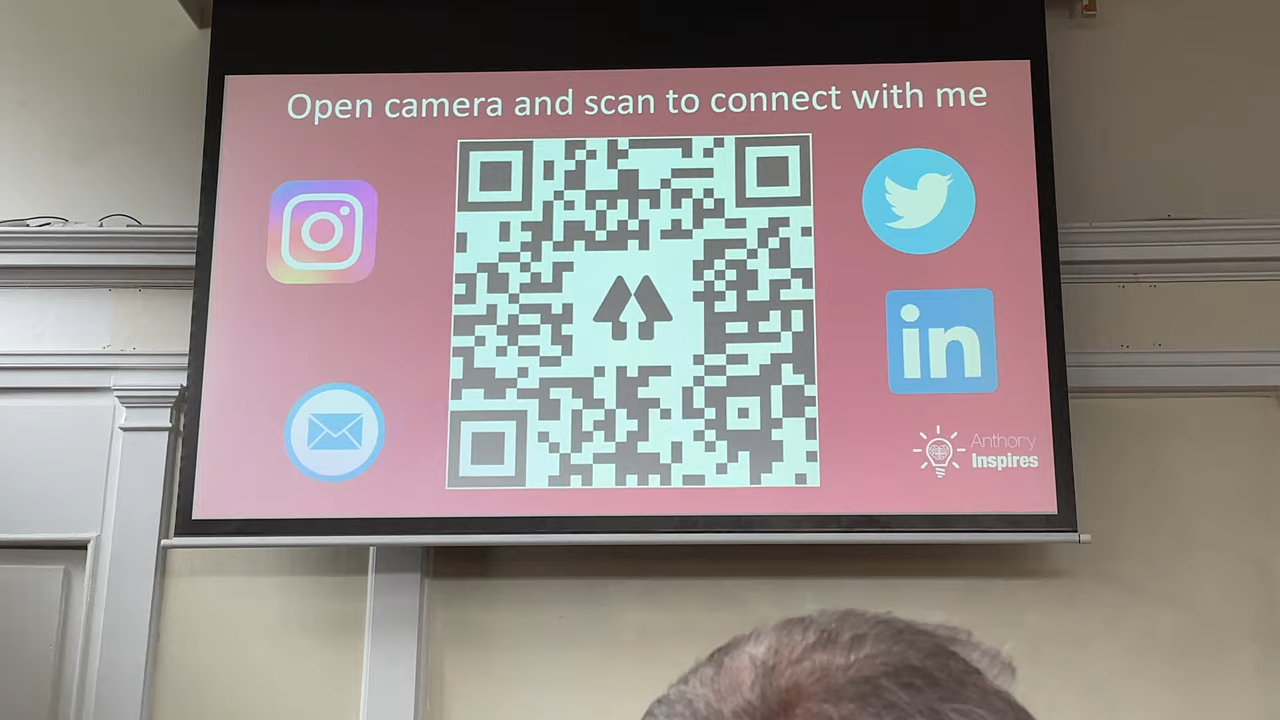 Open camera and scan to connect with me
in
Anthony
Inspires